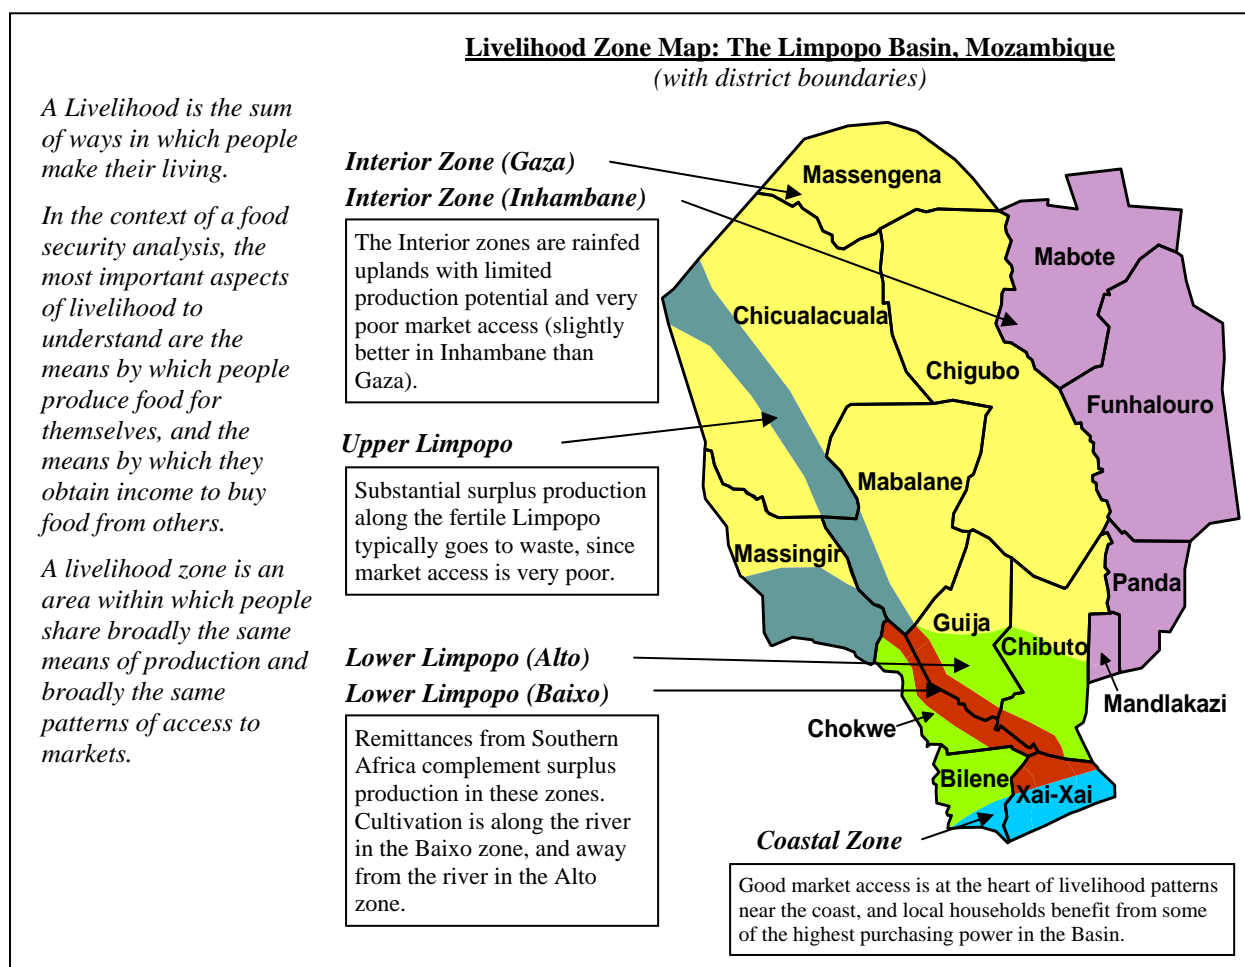 Livelihood Zone Map: The Limpopo Basin, Mozambique
(with district boundaries)
A Livelihood is the sum
of ways in which people
make their living.
In the context of a food
security analysis, the
most important aspects
of livelihood to
understand are the
means by which people
produce food for
themselves, and the
means by which they
obtain income to buy
food from others.
A livelihood zone is an
area within which people
share broadly the same
means of production and
broadly the same
patterns of access to
markets.
Interior Zone (Gaza)
Interior Zone (Inhambane)
The Interior zones are rainfed
uplands with limited
production potential and very
poor market access (slightly
better in Inhambane than
Gaza).
Upper Limpopo
Substantial surplus production
along the fertile Limpopo
typically goes to waste, since
market access is very poor.
Lower Limpopo (Alto)
Lower Limpopo (Baixo)
Remittances from Southern
Africa complement surplus
production in these zones.
Cultivation is along the river
in the Baixo zone, and away
from the river in the Alto
zone.
Massengena
Mabote
Chicualacuala
Chigubo
Funhalouro
Mabalane
Massingir
Panda
Guija
Chibuto
Mandlakazi
Chokwe
Bilene
Xai-Xai
Coastal Zone
Good market access is at the heart of livelihood patterns
near the coast, and local households benefit from some
of the highest purchasing power in the Basin.